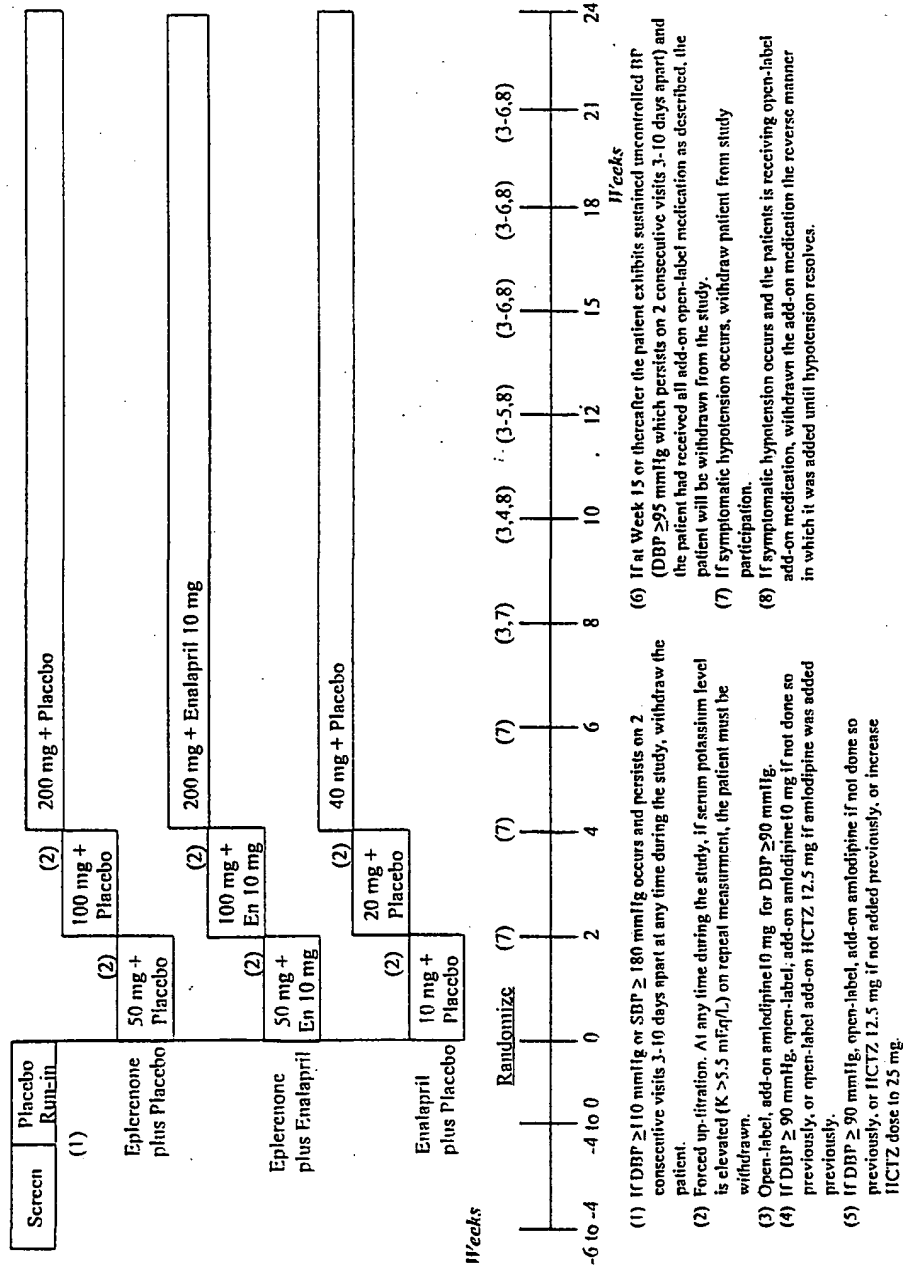 Screen
Placebo
Run-in
(1)
Eplerenone
plus Placebo
50 mg +
Placebo
(2)
100 mg +
Placebo
(2)
200 mg + Placebo
Eplerenone
plus Enalapril
50 mg +
En 10 mg
(2)
100 mg +
En 10 mg
(2)
200 mg + Enalapril 10 mg
Enalapril
plus Placebo
10 mg +
Placebo
(2)
20 mg +
Placebo
(2)
40 mg + Placebo
Weeks
Randomize
(7)
(7)
(7)
(3,7)
(3,4,8)
(3-5,8)
(3-6,8)
(3-6,8)
(3-6,8)
-6 to -4
-4 to 0
0
2
4
6
8
10
12
15
18
21
24
Weeks
(1) If DBP ≥110 mmHg or SBP ≥ 180 mmHg occurs and persists on 2
consecutive visits 3-10 days apart at any time during the study, withdraw the
patient.
(2) Forced up-titration. At any time during the study, if serum potassium level
is elevated (K >5.5 mEq/L) on repeat measurment, the patient must be
withdrawn.
(3) Open-label, add-on amlodipine10 mg for DBP ≥90 mmHg.
(4) If DBP ≥ 90 mmHg, open-label; add-on amlodipine10 mg if not done so
previously, or open-label add-on HCTZ 12.5 mg if amlodipine was added
previously.
(5) If DBP ≥ 90 mmHg, open-label, add-on amlodipine if not done so
previously, or HCTZ 12.5 mg if not added previously, or increase
HCTZ dose to 25 mg.
(6) If at Week 15 or thereafter the patient exhibits sustained uncontrolled BP
(DBP ≥95 mmHg which persists on 2 consecutive visits 3-10 days apart) and
the patient had received all add-on open-label medication as described, the
patient will be withdrawn from the study.
(7) If symptomatic hypotension occurs, withdraw patient from study
participation.
(8) If symptomatic hypotension occurs and the patients is receiving open-label
add-on medication, withdrawn the add-on medication the reverse manner
in which it was added until hypotension resolves.